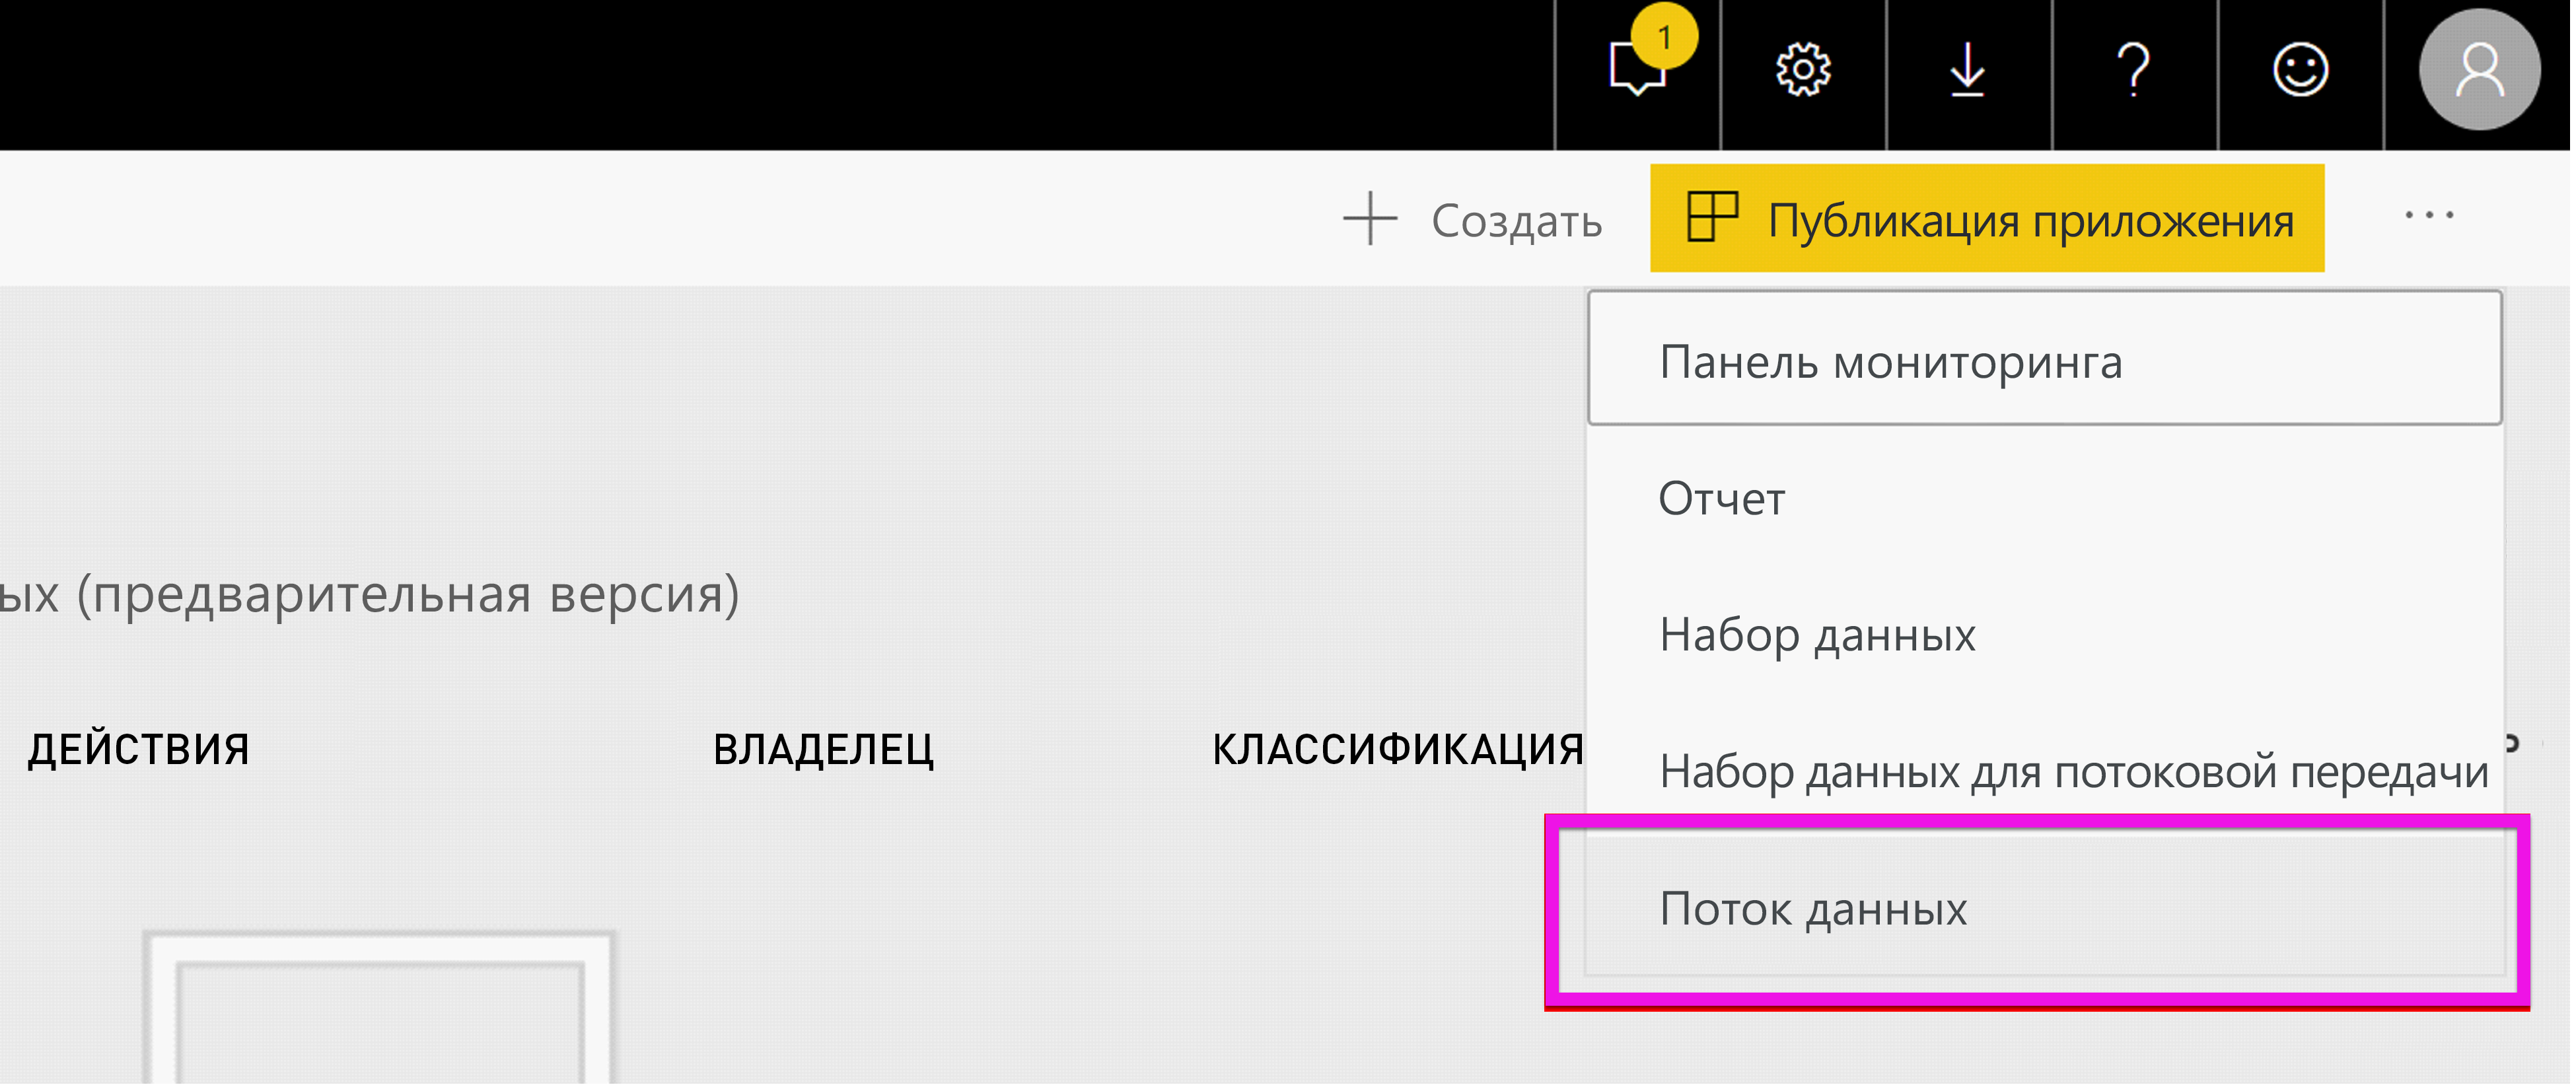 1
Создать
Публикация приложения
Панель мониторинга
Отчет
(предварительная версия)
Набор данных
ДЕЙСТВИЯ
ВЛАДЕЛЕЦ
КЛАССИФИКАЦИЯ
Набор данных для потоковой передачи
Поток данных